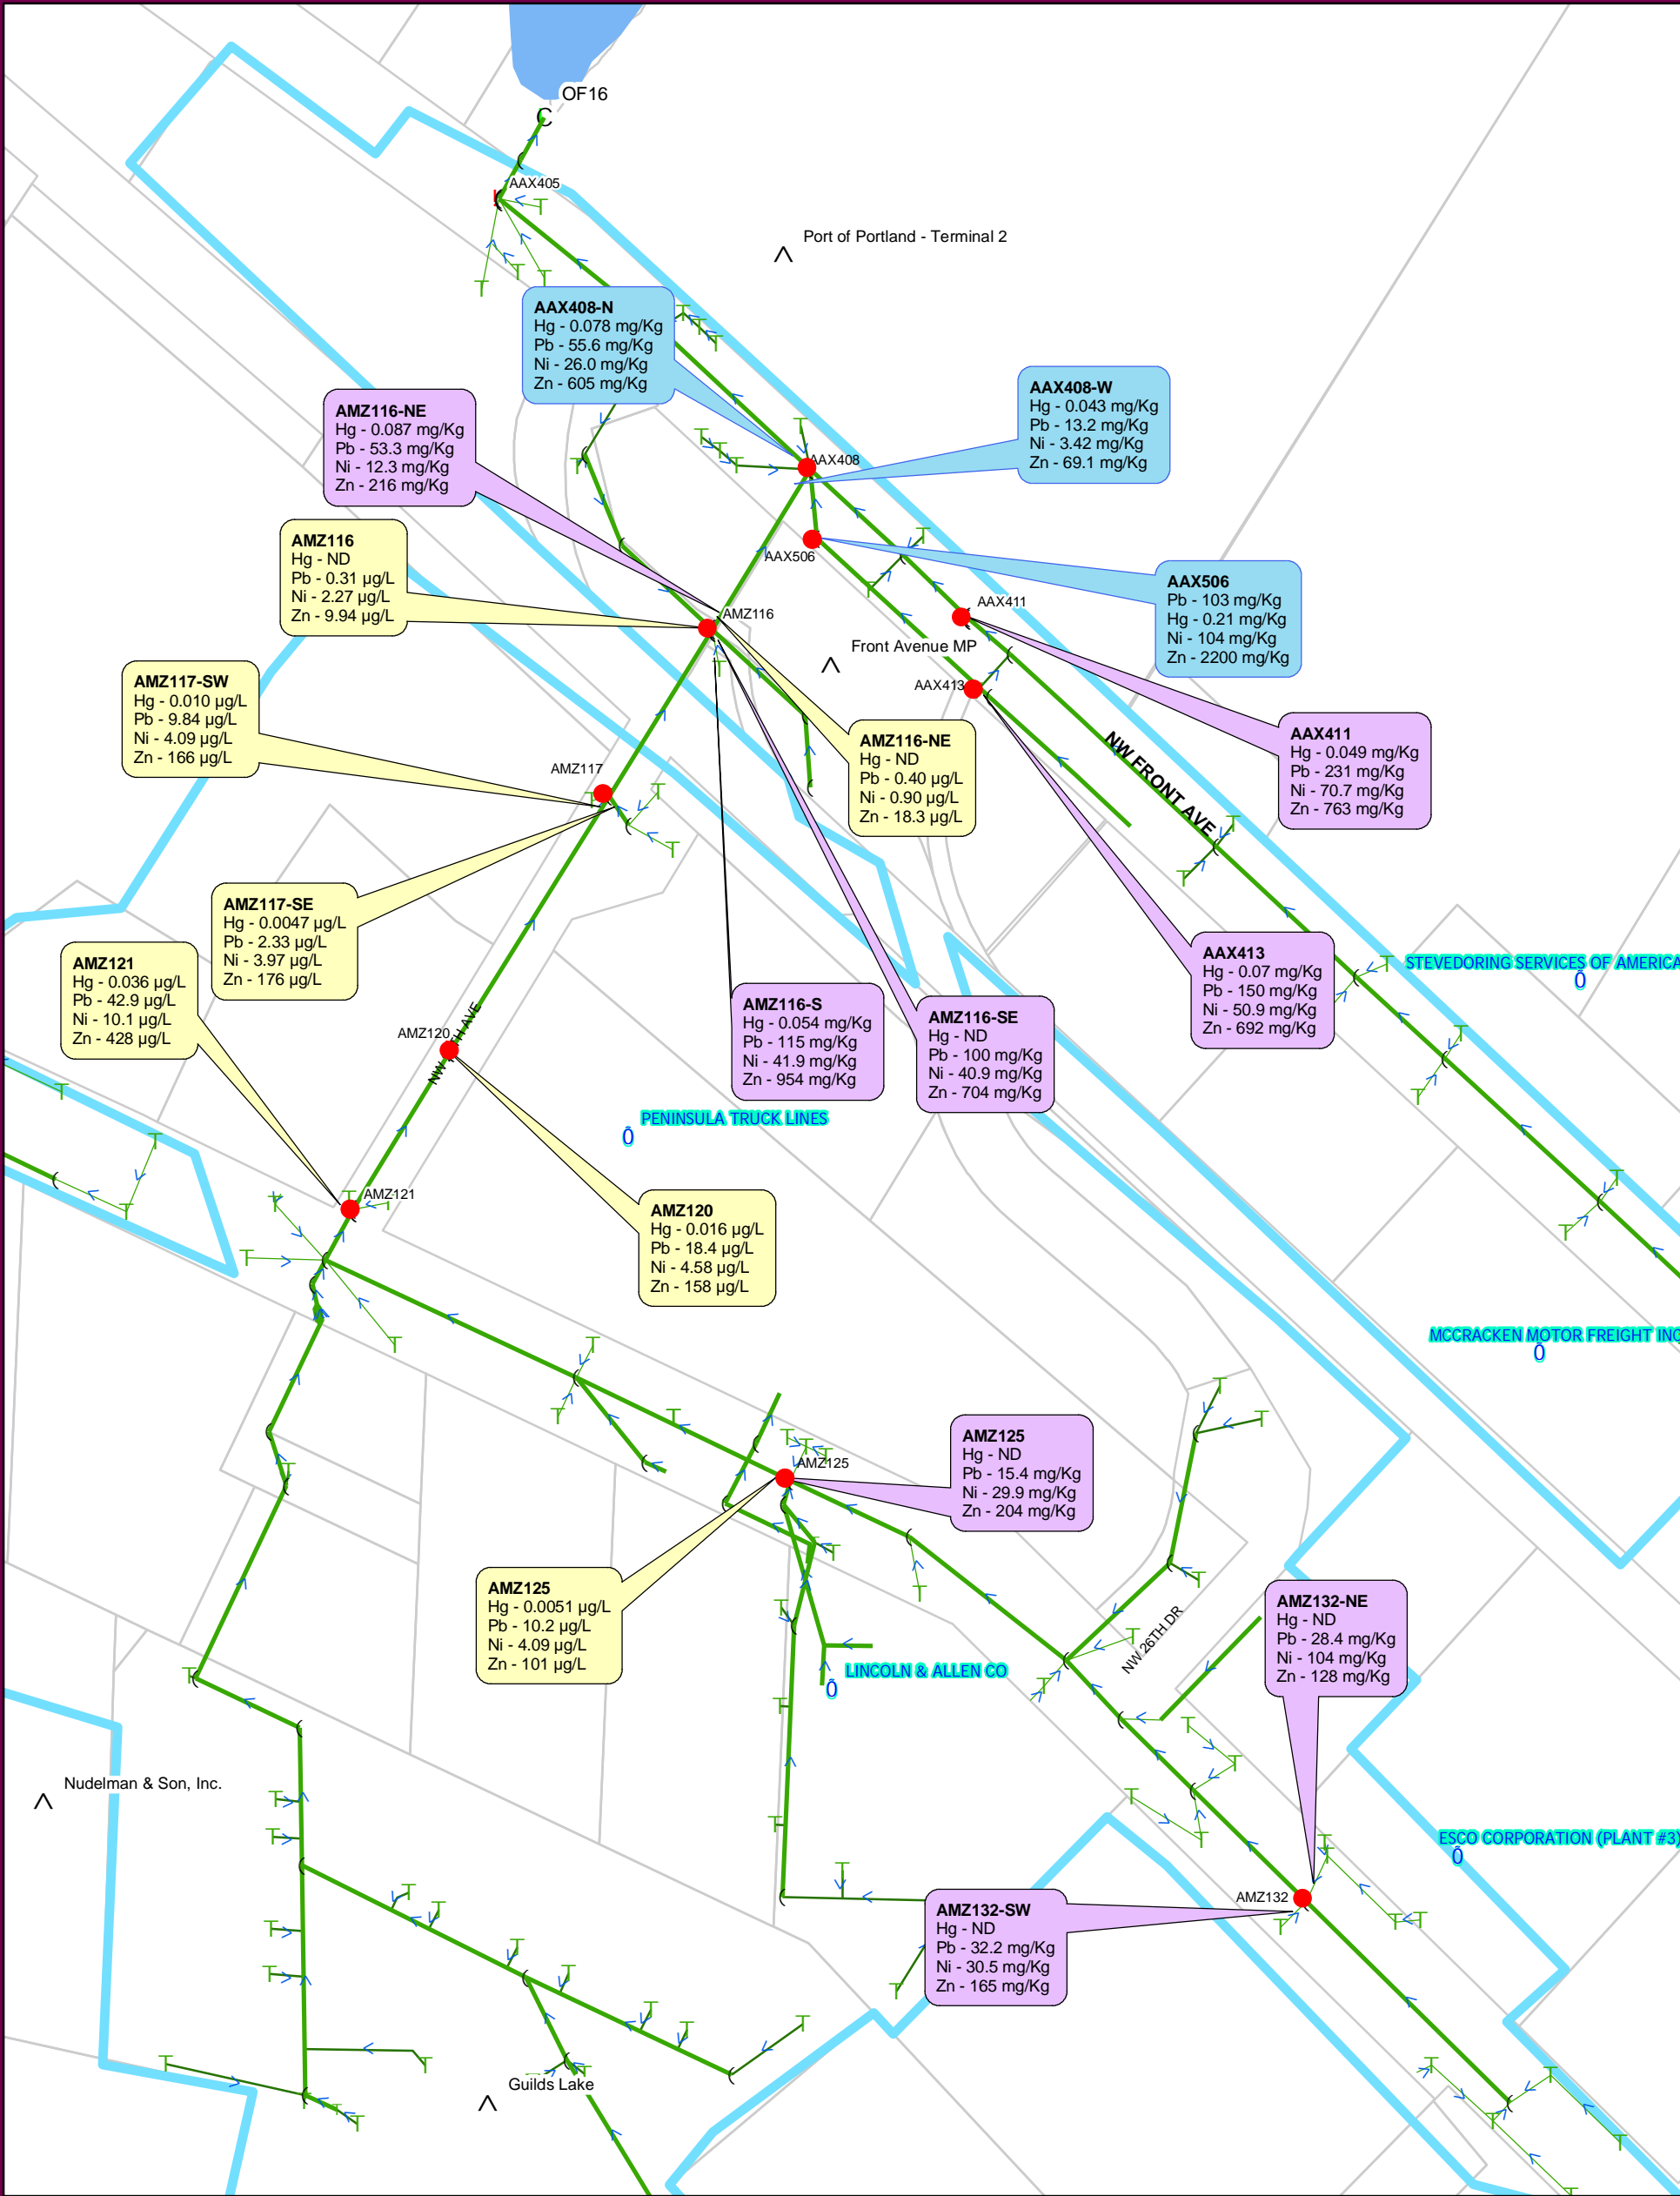 OF16
AAX405
Port of Portland - Terminal 2
AAX408-N
Hg - 0.078 mg/Kg
Pb - 55.6 mg/Kg
Ni - 26.0 mg/Kg
Zn - 605 mg/Kg
AAX408-W
Hg - 0.043 mg/Kg
Pb - 13.2 mg/Kg
Ni - 3.42 mg/Kg
Zn - 69.1 mg/Kg
AMZ116-NE
Hg - 0.087 mg/Kg
Pb - 53.3 mg/Kg
Ni - 12.3 mg/Kg
Zn - 216 mg/Kg
AAX408
AMZ116
Hg - ND
Pb - 0.31 µg/L
Ni - 2.27 µg/L
Zn - 9.94 µg/L
AAX506
AAX506
Pb - 103 mg/Kg
Hg - 0.21 mg/Kg
Ni - 104 mg/Kg
Zn - 2200 mg/Kg
AAX411
AMZ116
Front Avenue MP
AAX413
AMZ117-SW
Hg - 0.010 µg/L
Pb - 9.84 µg/L
Ni - 4.09 µg/L
Zn - 166 µg/L
AMZ116-NE
Hg - ND
Pb - 0.40 µg/L
Ni - 0.90 µg/L
Zn - 18.3 µg/L
AAX411
Hg - 0.049 mg/Kg
Pb - 231 mg/Kg
Ni - 70.7 mg/Kg
Zn - 763 mg/Kg
NW FRONT AVE
AMZ117
AMZ117-SE
Hg - 0.0047 µg/L
Pb - 2.33 µg/L
Ni - 3.97 µg/L
Zn - 176 µg/L
AMZ121
Hg - 0.036 µg/L
Pb - 42.9 µg/L
Ni - 10.1 µg/L
Zn - 428 µg/L
AAX413
Hg - 0.07 mg/Kg
Pb - 150 mg/Kg
Ni - 50.9 mg/Kg
Zn - 692 mg/Kg
STEVEDORING SERVICES OF AMERICA
AMZ116-S
Hg - 0.054 mg/Kg
Pb - 115 mg/Kg
Ni - 41.9 mg/Kg
Zn - 954 mg/Kg
AMZ116-SE
Hg - ND
Pb - 100 mg/Kg
Ni - 40.9 mg/Kg
Zn - 704 mg/Kg
AMZ120
NW AVE
PENINSULA TRUCK LINES
AMZ121
AMZ120
Hg - 0.016 µg/L
Pb - 18.4 µg/L
Ni - 4.58 µg/L
Zn - 158 µg/L
MCCRACKEN MOTOR FREIGHT INC
AMZ125
Hg - ND
Pb - 15.4 mg/Kg
Ni - 29.9 mg/Kg
Zn - 204 mg/Kg
AMZ125
AMZ125
Hg - 0.0051 µg/L
Pb - 10.2 µg/L
Ni - 4.09 µg/L
Zn - 101 µg/L
AMZ132-NE
Hg - ND
Pb - 28.4 mg/Kg
Ni - 104 mg/Kg
Zn - 128 mg/Kg
NW 26TH DR
LINCOLN & ALLEN CO
Nudelman & Son, Inc.
ESCO CORPORATION (PLANT #3)
AMZ132
AMZ132-SW
Hg - ND
Pb - 32.2 mg/Kg
Ni - 30.5 mg/Kg
Zn - 165 mg/Kg
Guilds Lake